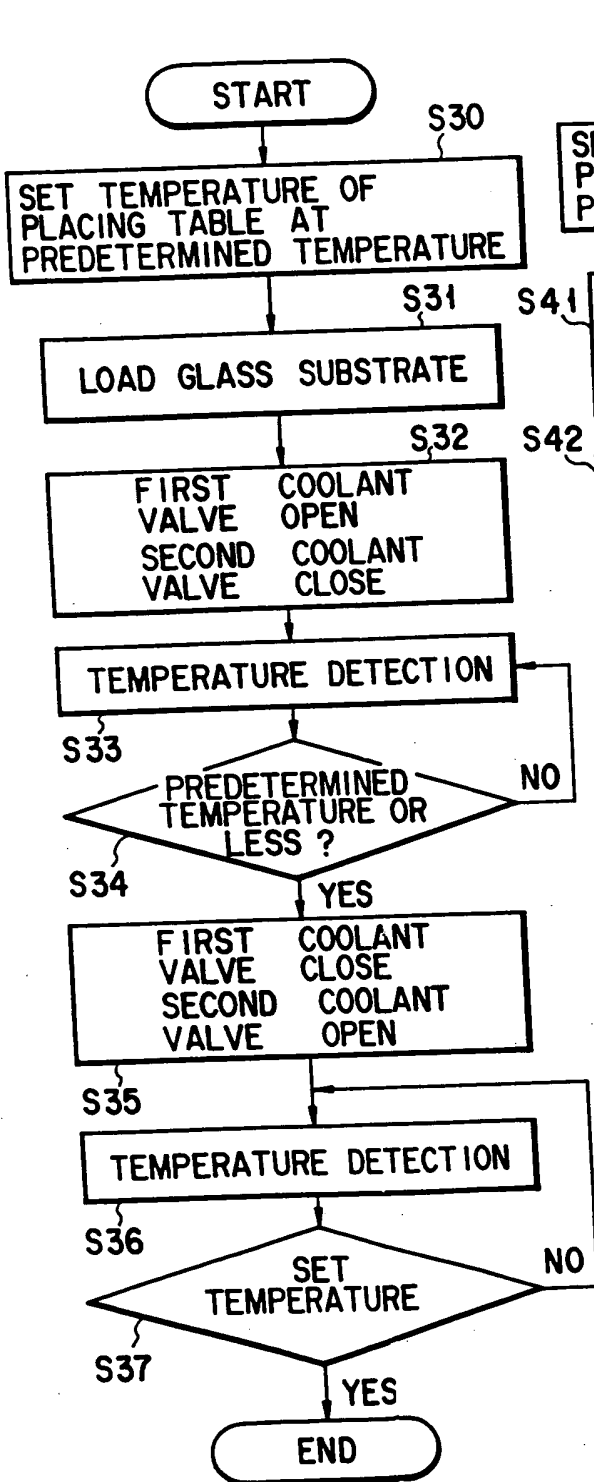 START
S30
SET TEMPERATURE OF
PLACING TABLE AT
PREDETERMINED TEMPERATURE
S31
LOAD GLASS SUBSTRATE
S32
FIRST COOLANT
VALVE OPEN
SECOND COOLANT
VALVE CLOSE
TEMPERATURE DETECTION
S33
PREDETERMINED
TEMPERATURE OR
LESS ?
NO
S34
YES
FIRST COOLANT
VALVE CLOSE
SECOND COOLANT
VALVE OPEN
S35
TEMPERATURE DETECTION
S36
SET
TEMPERATURE
NO
S37
YES
END
S41
S42